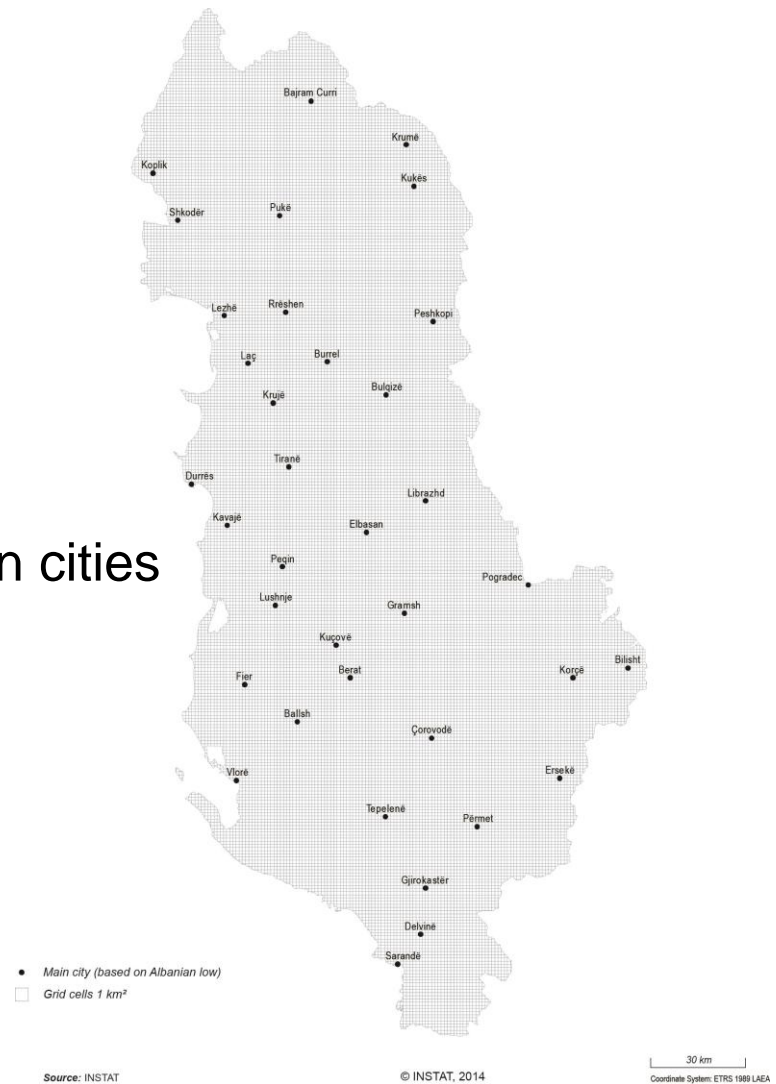 Bajram Curri
Krumë
Koplik
Kukës
Shkodër
Pukë
Lezhë
Rrëshen
Peshkopi
Laç
Burrel
Bulqizë
Krujë
Tiranë
Durrës
Librazhd
Kavajë
Elbasan
n cities
Peqin
Pogradec
Lushnje
Gramsh
Kuçovë
Bilisht
Fier
Berat
Korçë
Ballsh
Çorovodë
Vlorë
Ersekë
Tepelenë
Përmet
Gjirokastër
Delvinë
Sarandë
Main city (based on Albanian low)
Grid cells 1 km²
30 km
Source: INSTAT
© INSTAT, 2014
Coordinate System: ETRS 1989 LAEA